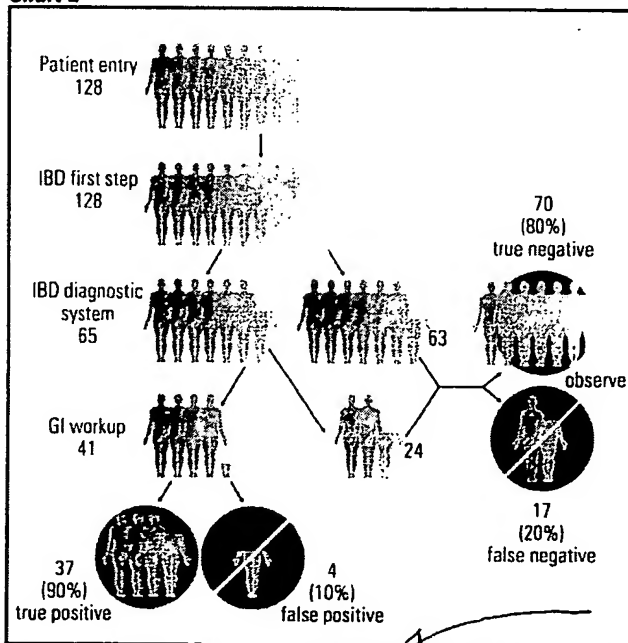 Patient entry
128
IBD first step
128
70
(80%)
true negative
IBD diagnostic
system
65
63
observe
GI workup
41
24
17
(20%)
false negative
37
(90%)
true positive
4
(10%)
false positive